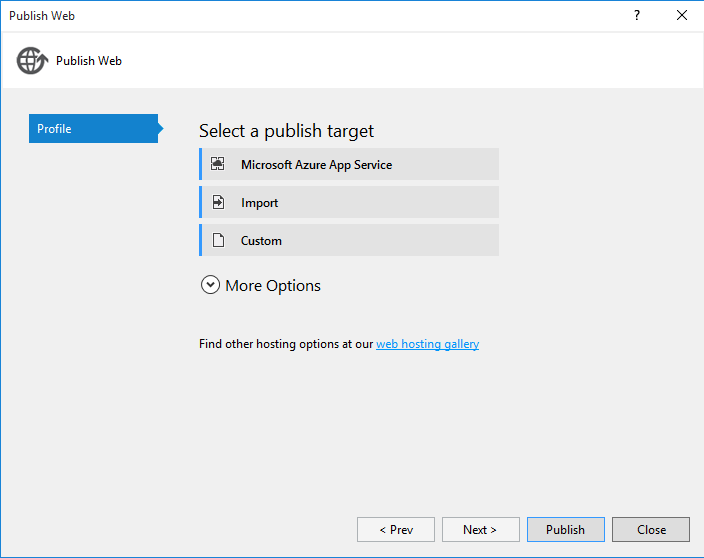 Publish Web
?
Publish Web
Profile
Select a publish target
Microsoft Azure App Service
Import
Custom
More Options
Find other hosting options at our web hosting gallery
< Prev
Next >
Publish
Close